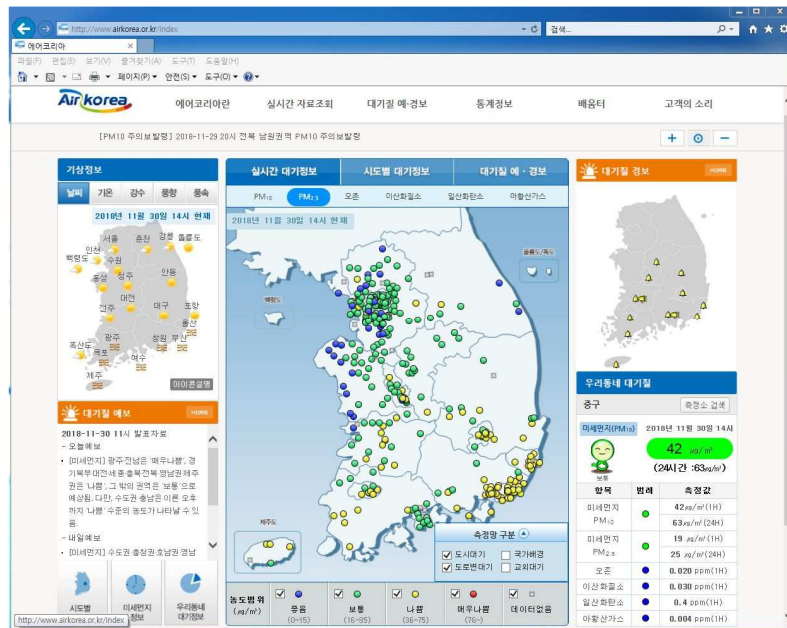 http://www.airkorea.or.kr/index
검색...
에어코리아
파일(F) 편집(E) 보기(V) 즐겨찾기(A) 도구(T) 도움말(H)
페이지(P) 안전(S) 도구(O)
Air korea
에어코리아란 실시간 자료조회 대기질 예·경보 통계정보 배움터 고객의 소리
[PM10 주의보발령] 2018-11-29 20시 전북 남원권역 PM10 주의보발령
기상정보
날씨 기온 강수 풍향 풍속
2018년 11월 30일 14시 현재
서울 춘천 강릉 울릉도
백령도 인천 수원
홍성 청주 안동
대전
전주 대구 포항
울산
광주 창원 부산
흑산도 목포 여수
제주
아이콘설명
대기질 예보 HOME
2018-11-30 11시 발표자료
- 오늘예보
• [미세먼지] 광주·전남은 '매우나쁨', 경
기북부·대전·세종·충북·전북·영남권·제주
권은 '나쁨', 그 밖의 권역은 '보통'으로
예상됨. 다만, 수도권·충남은 이른 오후
까지 '나쁨' 수준의 농도가 나타날 수 있
음.
- 내일예보
• [미세먼지] 수도권·충청권·호남권·영남
시도별
미세먼지
정보
우리동네
대기정보
http://www.airkorea.or.kr/index
실시간 대기정보 시도별 대기정보 대기질 예·경보
PM10 PM2.5 오존 이산화질소 일산화탄소 아황산가스
2018년 11월 30일 14시 현재
울릉도/독도
백령도
제주도
측정망 구분
도시대기 국가배경
도로변대기 교외대기
농도범위
(㎍/m³)
좋음
(0~15)
보통
(16~35)
나쁨
(36~75)
매우나쁨
(76~)
데이터없음
대기질 경보 HOME
우리동네 대기질
중구 측정소 검색
미세먼지(PM10) 2018년 11월 30일 14시
42 ㎍/m³
보통
(24시간 :63㎍/m³)
항목 범례 측정값
미세먼지
PM10
42㎍/m³(1H)
63㎍/m³(24H)
미세먼지
PM2.5
19 ㎍/m³(1H)
25 ㎍/m³(24H)
오존 0.020 ppm(1H)
이산화질소 0.030 ppm(1H)
일산화탄소 0.4 ppm(1H)
아황산가스 0.004 ppm(1H)